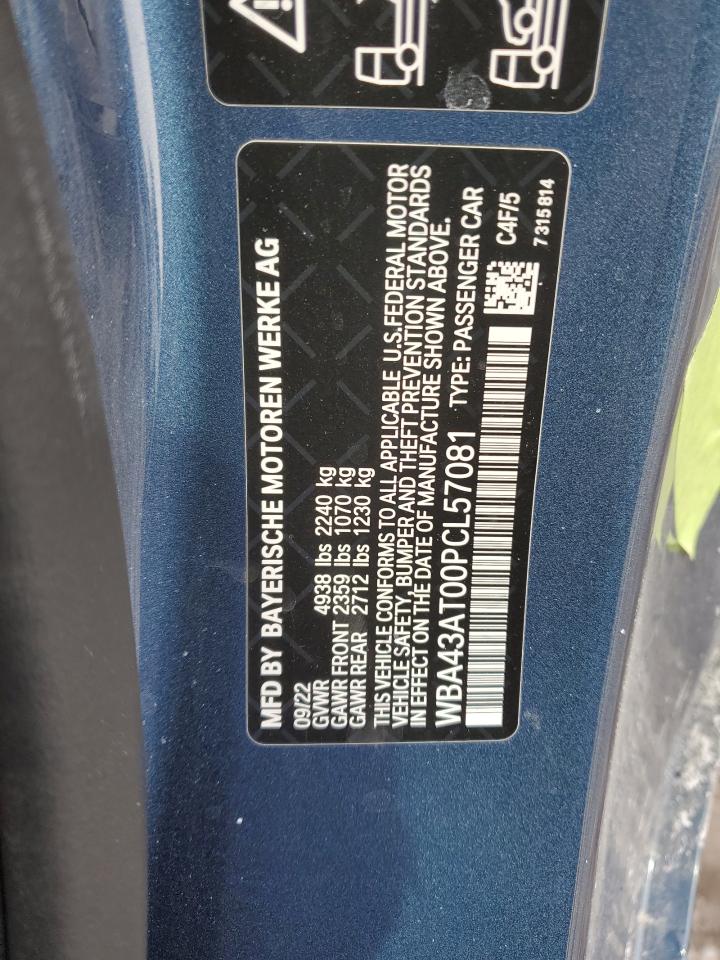 MFD BY BAYERISCHE MOTOREN WERKE AG
09/22
GVWR 4938 lbs 2240 kg
GAWR FRONT 2359 lbs 1070 kg
GAWR REAR 2712 lbs 1230 kg
THIS VEHICLE CONFORMS TO ALL APPLICABLE U.S.FEDERAL MOTOR
VEHICLE SAFETY, BUMPER AND THEFT PREVENTION STANDARDS
IN EFFECT ON THE DATE OF MANUFACTURE SHOWN ABOVE.
WBA43AT00PCL57081 TYPE: PASSENGER CAR
C4F/5
7 315 814